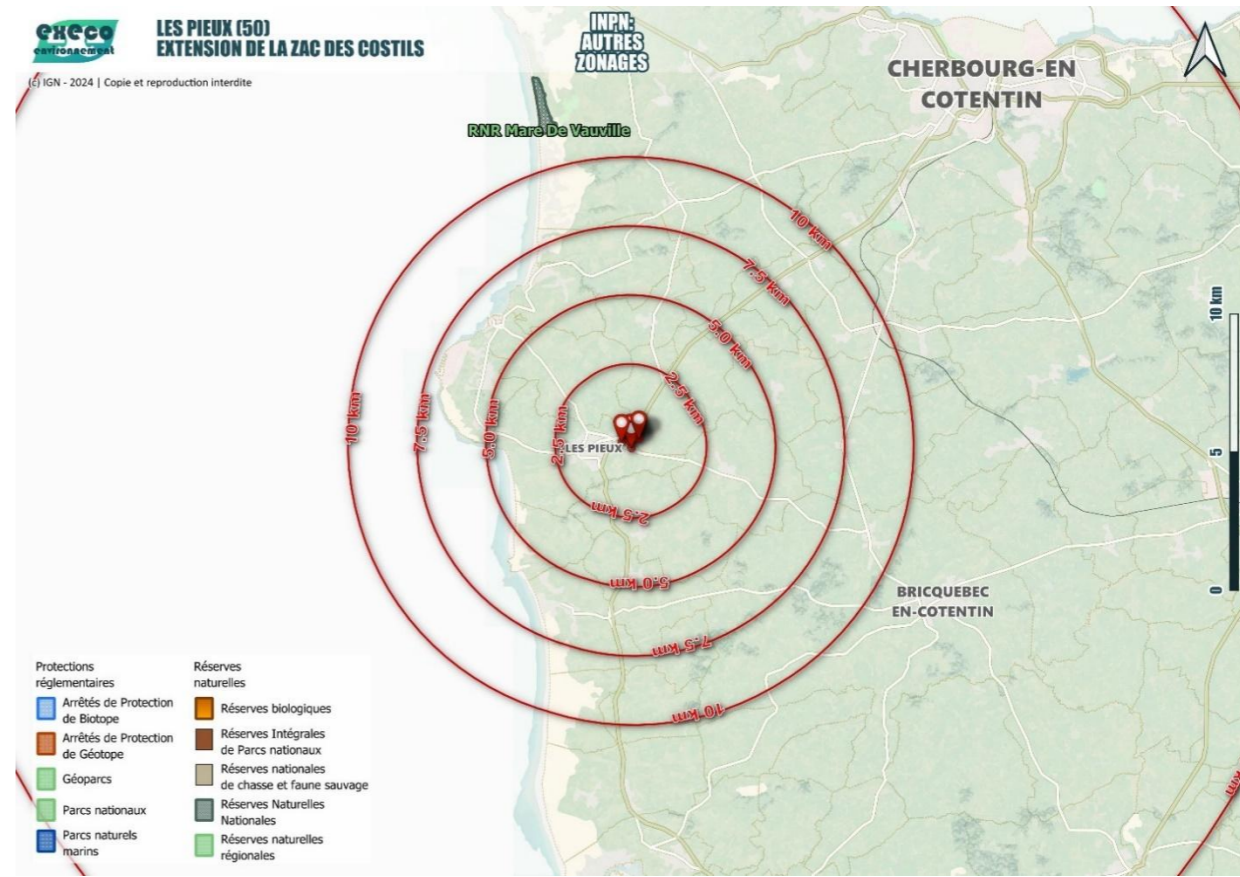 execo
environnement
LES PIEUX (50)
EXTENSION DE LA ZAC DES COSTILS
INPN:
AUTRES
ZONAGES
(c) IGN - 2024 | Copie et reproduction interdite
CHERBOURG-EN
COTENTIN
RNR Mare De Vauville
10 km
7.5 km
5.0 km
2.5 km
10 km
7.5 km
5.0 km
2.5 km
LES PIEUX
2.5 km
5.0 km
7.5 km
10 km
10 km
5
0
BRICQUEBEC
EN-COTENTIN
km
Protections
réglementaires
Arrêtés de Protection
de Biotope
Arrêtés de Protection
de Géotope
Géoparcs
Parcs nationaux
Parcs naturels
marins
Réserves
naturelles
Réserves biologiques
Réserves Intégrales
de Parcs nationaux
Réserves nationales
de chasse et faune sauvage
Réserves Naturelles
Nationales
Réserves naturelles
régionales